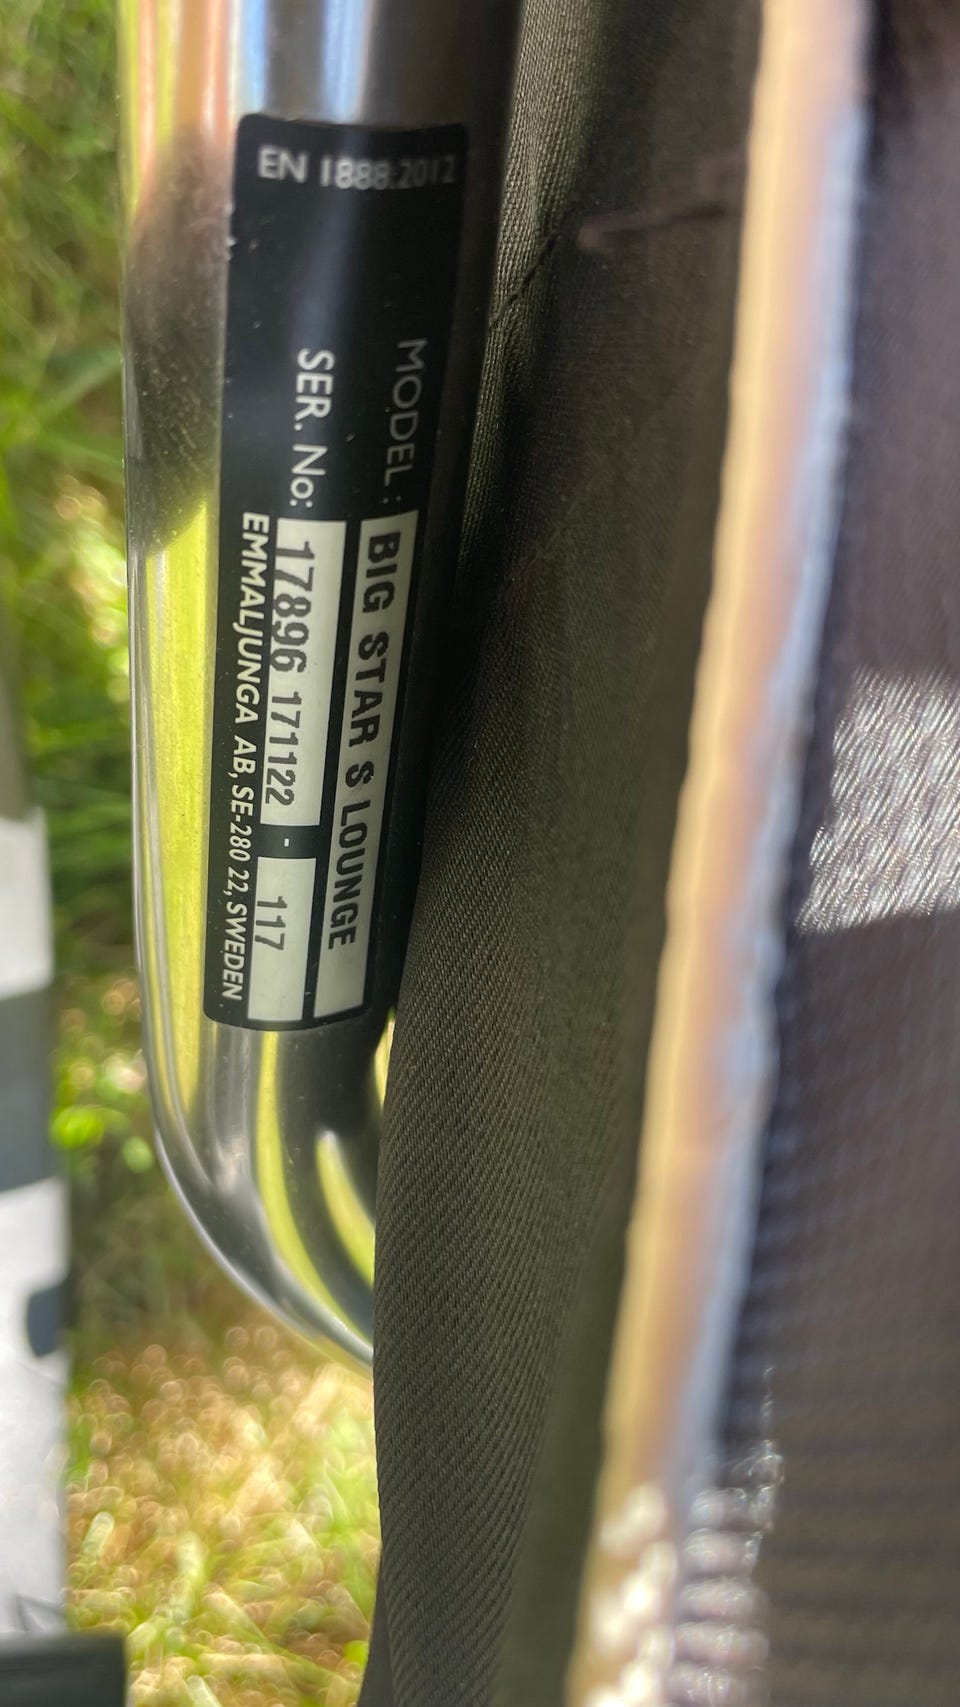 EN 1888:2012
MODEL: BIG STAR S LOUNGE
SER. No: 17896 171122 - 117
EMMALJUNGA AB, SE-280 22, SWEDEN